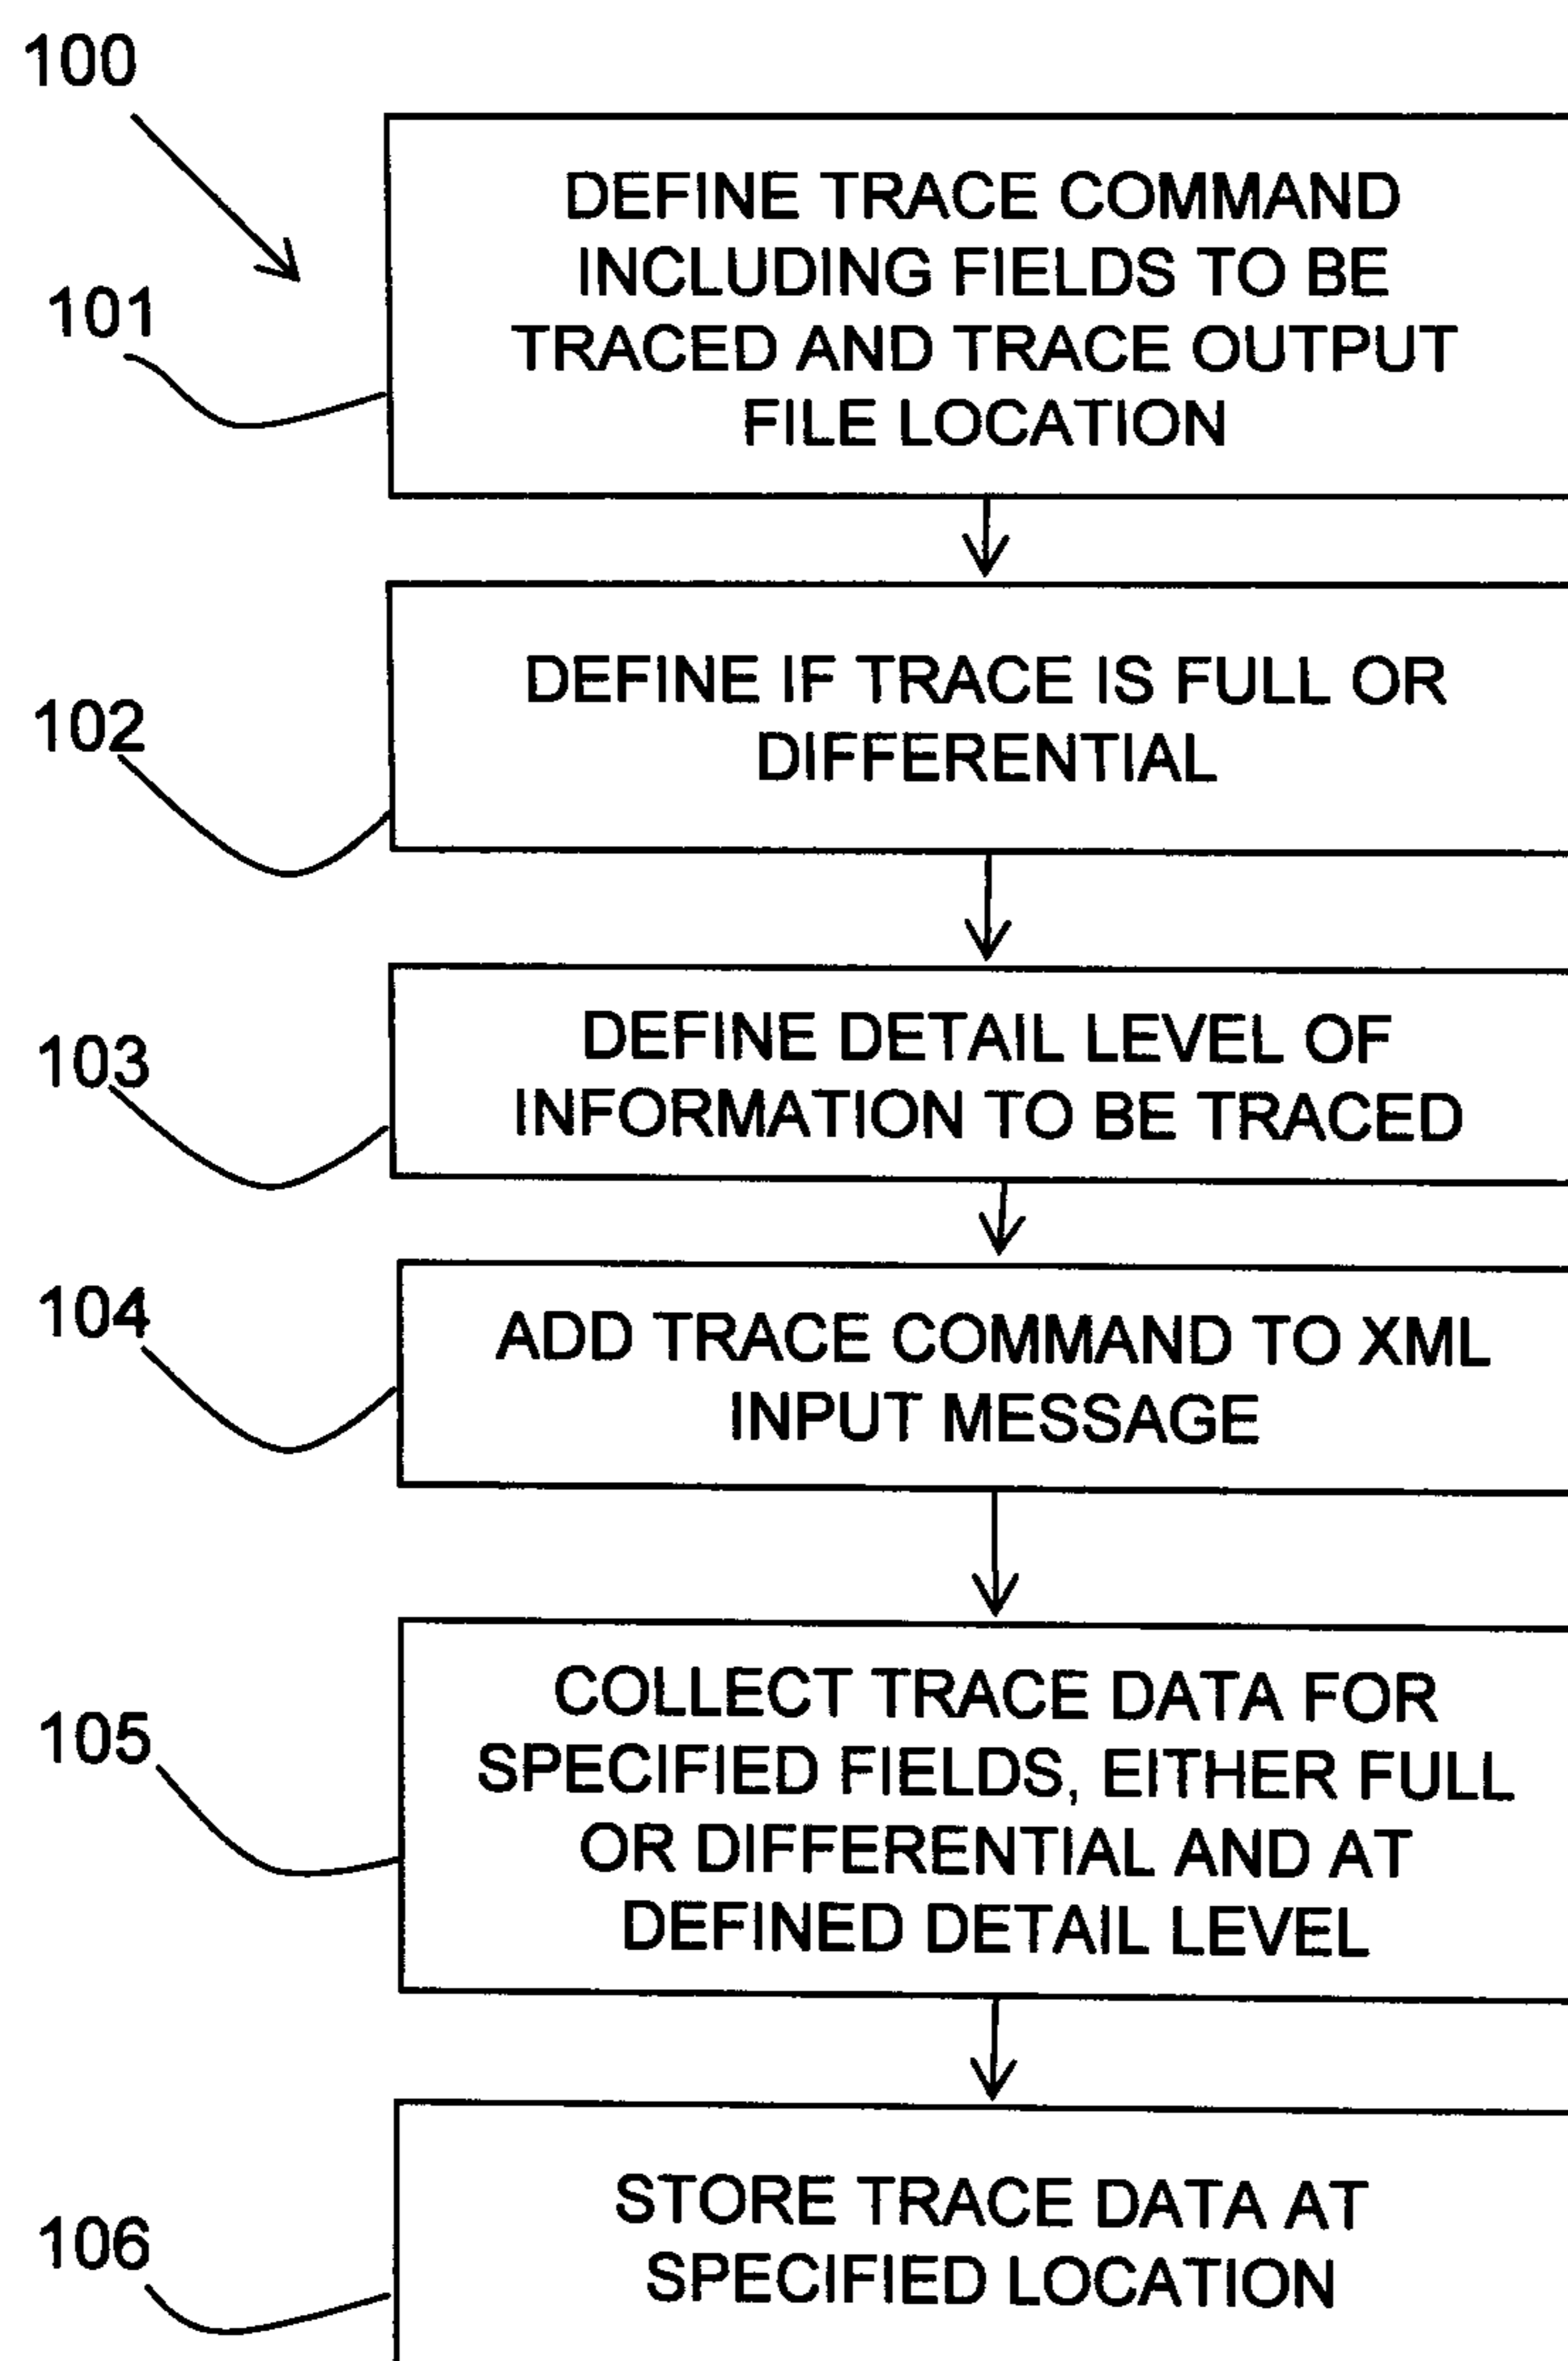 100
101
DEFINE TRACE COMMAND
INCLUDING FIELDS TO BE
TRACED AND TRACE OUTPUT
FILE LOCATION
102
DEFINE IF TRACE IS FULL OR
DIFFERENTIAL
103
DEFINE DETAIL LEVEL OF
INFORMATION TO BE TRACED
104
ADD TRACE COMMAND TO XML
INPUT MESSAGE
105
COLLECT TRACE DATA FOR
SPECIFIED FIELDS, EITHER FULL
OR DIFFERENTIAL AND AT
DEFINED DETAIL LEVEL
106
STORE TRACE DATA AT
SPECIFIED LOCATION